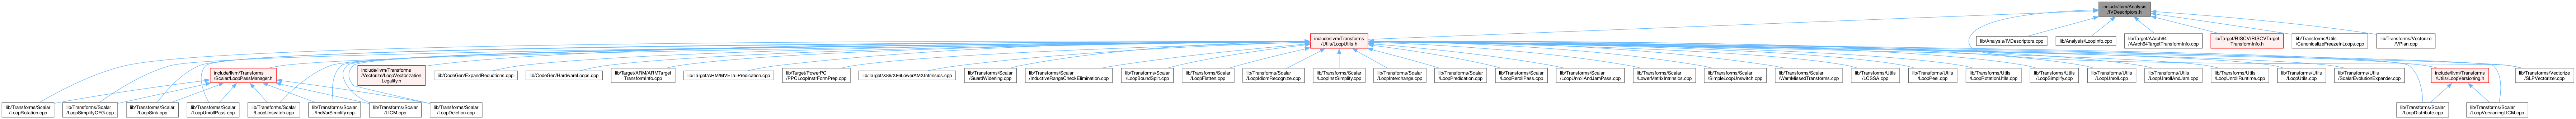 include/llvm/Analysis
/IVDescriptors.h
include/llvm/Transforms
/Utils/LoopUtils.h
lib/Analysis/IVDescriptors.cpp
lib/Analysis/LoopInfo.cpp
lib/Target/AArch64
/AArch64TargetTransformInfo.cpp
lib/Target/RISCV/RISCVTarget
TransformInfo.h
lib/Transforms/Utils
/CanonicalizeFreezeInLoops.cpp
lib/Transforms/Vectorize
/VPlan.cpp
include/llvm/Transforms
/Scalar/LoopPassManager.h
include/llvm/Transforms
/Vectorize/LoopVectorization
Legality.h
lib/CodeGen/ExpandReductions.cpp
lib/CodeGen/HardwareLoops.cpp
lib/Target/ARM/ARMTarget
TransformInfo.cpp
lib/Target/ARM/MVETailPredication.cpp
lib/Target/PowerPC
/PPCLoopInstrFormPrep.cpp
lib/Target/X86/X86LowerAMXIntrinsics.cpp
lib/Transforms/Scalar
/GuardWidening.cpp
lib/Transforms/Scalar
/InductiveRangeCheckElimination.cpp
lib/Transforms/Scalar
/LoopBoundSplit.cpp
lib/Transforms/Scalar
/LoopFlatten.cpp
lib/Transforms/Scalar
/LoopIdiomRecognize.cpp
lib/Transforms/Scalar
/LoopInstSimplify.cpp
lib/Transforms/Scalar
/LoopInterchange.cpp
lib/Transforms/Scalar
/LoopPredication.cpp
lib/Transforms/Scalar
/LoopRerollPass.cpp
lib/Transforms/Scalar
/LoopUnrollAndJamPass.cpp
lib/Transforms/Scalar
/LowerMatrixIntrinsics.cpp
lib/Transforms/Scalar
/SimpleLoopUnswitch.cpp
lib/Transforms/Scalar
/WarnMissedTransforms.cpp
lib/Transforms/Utils
/LCSSA.cpp
lib/Transforms/Utils
/LoopPeel.cpp
lib/Transforms/Utils
/LoopRotationUtils.cpp
lib/Transforms/Utils
/LoopSimplify.cpp
lib/Transforms/Utils
/LoopUnroll.cpp
lib/Transforms/Utils
/LoopUnrollAndJam.cpp
lib/Transforms/Utils
/LoopUnrollRuntime.cpp
lib/Transforms/Utils
/LoopUtils.cpp
lib/Transforms/Utils
/ScalarEvolutionExpander.cpp
include/llvm/Transforms
/Utils/LoopVersioning.h
lib/Transforms/Vectorize
/SLPVectorizer.cpp
lib/Transforms/Scalar
/LoopRotation.cpp
lib/Transforms/Scalar
/LoopSimplifyCFG.cpp
lib/Transforms/Scalar
/LoopSink.cpp
lib/Transforms/Scalar
/LoopUnrollPass.cpp
lib/Transforms/Scalar
/LoopUnswitch.cpp
lib/Transforms/Scalar
/IndVarSimplify.cpp
lib/Transforms/Scalar
/LICM.cpp
lib/Transforms/Scalar
/LoopDeletion.cpp
lib/Transforms/Scalar
/LoopDistribute.cpp
lib/Transforms/Scalar
/LoopVersioningLICM.cpp